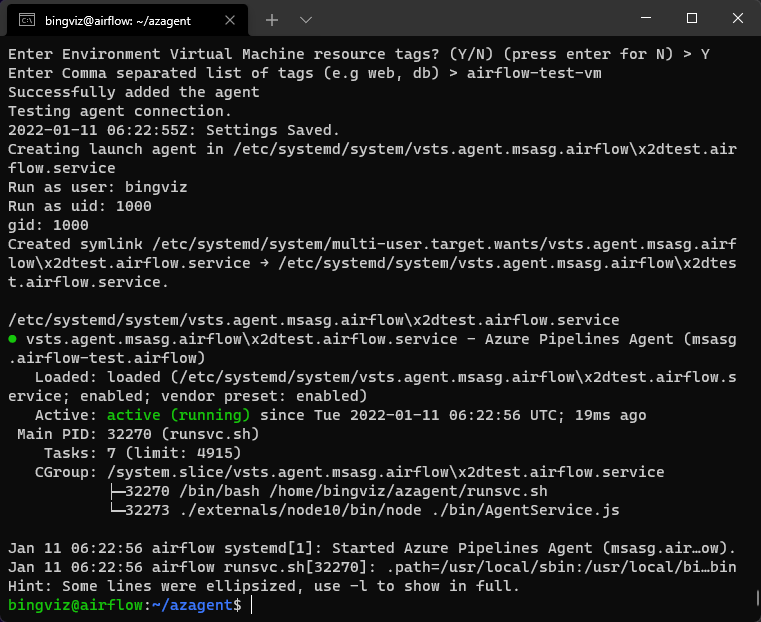 bingviz@airflow: ~/azagent
Enter Environment Virtual Machine resource tags? (Y/N) (press enter for N) > Y
Enter Comma separated list of tags (e.g web, db) > airflow-test-vm
Successfully added the agent
Testing agent connection.
2022-01-11 06:22:55Z: Settings Saved.
Creating launch agent in /etc/systemd/system/vsts.agent.msasg.airflow\x2dtest.air
flow.service
Run as user: bingviz
Run as uid: 1000
gid: 1000
Created symlink /etc/systemd/system/multi-user.target.wants/vsts.agent.msasg.airf
low\x2dtest.airflow.service → /etc/systemd/system/vsts.agent.msasg.airflow\x2dtes
t.airflow.service.
/etc/systemd/system/vsts.agent.msasg.airflow\x2dtest.airflow.service
● vsts.agent.msasg.airflow\x2dtest.airflow.service - Azure Pipelines Agent (msasg
.airflow-test.airflow)
Loaded: loaded (/etc/systemd/system/vsts.agent.msasg.airflow\x2dtest.airflow.s
ervice; enabled; vendor preset: enabled)
Active: active (running) since Tue 2022-01-11 06:22:56 UTC; 19ms ago
Main PID: 32270 (runsvc.sh)
Tasks: 7 (limit: 4915)
CGroup: /system.slice/vsts.agent.msasg.airflow\x2dtest.airflow.service
├─32270 /bin/bash /home/bingviz/azagent/runsvc.sh
└─32273 ./externals/node10/bin/node ./bin/AgentService.js
Jan 11 06:22:56 airflow systemd[1]: Started Azure Pipelines Agent (msasg.air…ow).
Jan 11 06:22:56 airflow runsvc.sh[32270]: .path=/usr/local/sbin:/usr/local/bi…bin
Hint: Some lines were ellipsized, use -l to show in full.
bingviz@airflow:~/azagent$